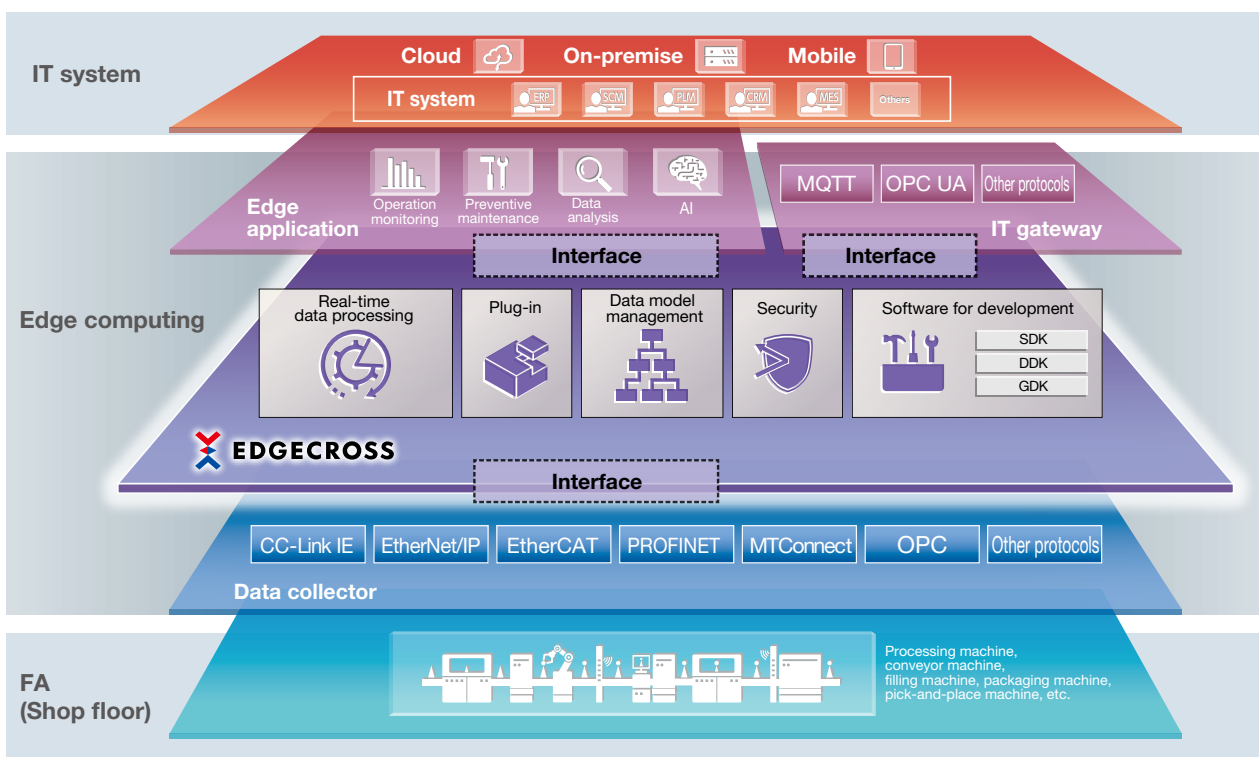 IT system
Cloud
On-premise
Mobile
IT system
ERP
SCM
PLM
CRM
MES
Others
Edge computing
Edge
application
Operation
monitoring
Preventive
maintenance
Data
analysis
AI
MQTT
OPC UA
Other protocols
IT gateway
Interface
Interface
Real-time
data processing
Plug-in
Data model
management
Security
Software for development
SDK
DDK
GDK
EDGECROSS
Interface
CC-Link IE
EtherNet/IP
EtherCAT
PROFINET
MTConnect
OPC
Other protocols
Data collector
FA
(Shop floor)
Processing machine,
conveyor machine,
filling machine, packaging machine,
pick-and-place machine, etc.